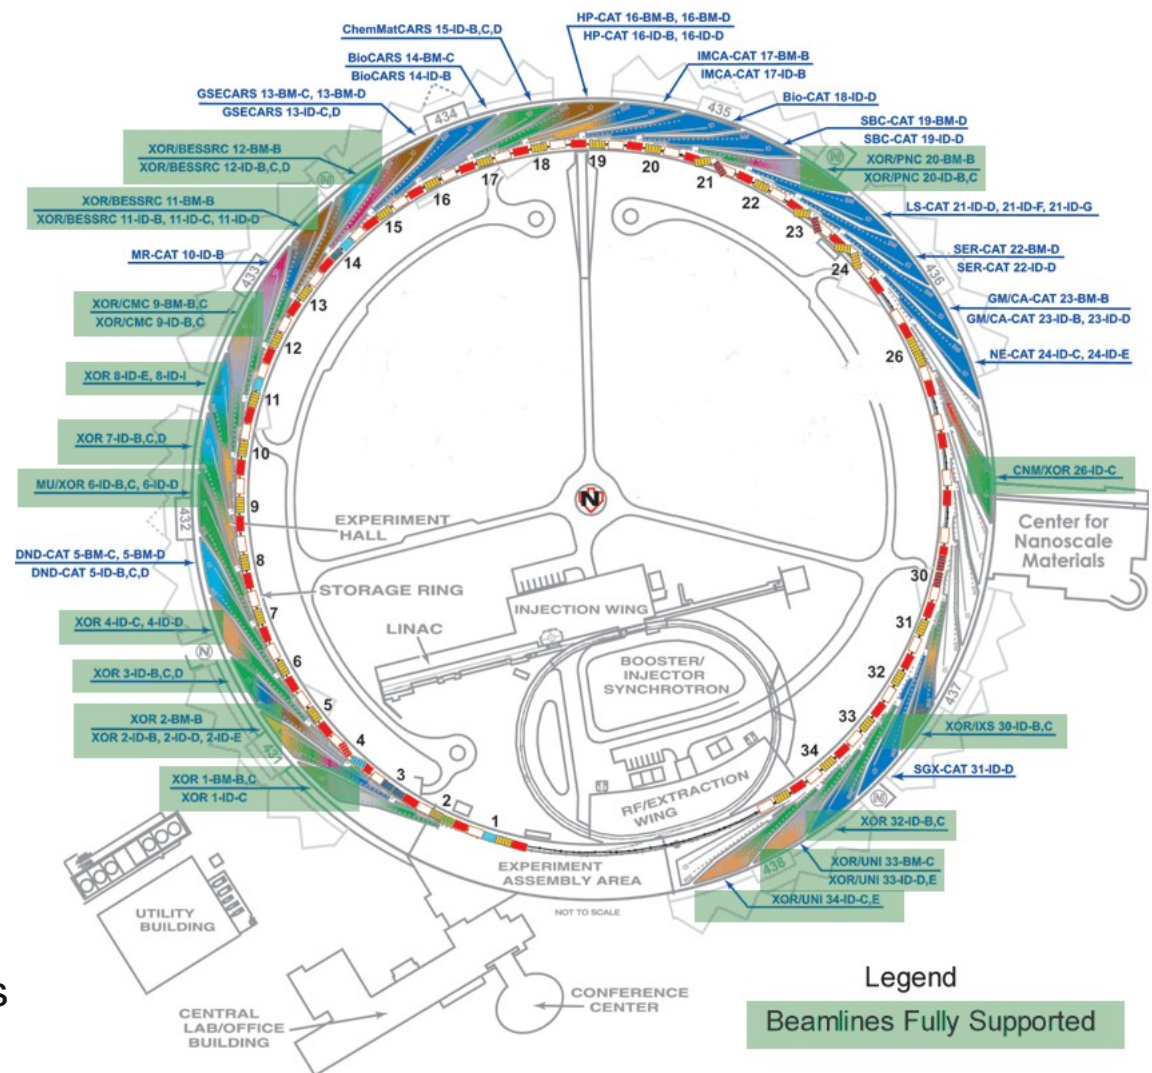 HP-CAT 16-BM-B, 16-BM-D
HP-CAT 16-ID-B, 16-ID-D
ChemMatCARS 15-ID-B,C,D
BioCARS 14-BM-C
BioCARS 14-ID-B
IMCA-CAT 17-BM-B
IMCA-CAT 17-ID-B
GSECARS 13-BM-C, 13-BM-D
GSECARS 13-ID-C,D
434
435
Bio-CAT 18-ID-D
SBC-CAT 19-BM-D
SBC-CAT 19-ID-D
XOR/BESSRC 12-BM-B
XOR/BESSRC 12-ID-B,C,D
XOR/PNC 20-BM-B
XOR/PNC 20-ID-B,C
N
N
XOR/BESSRC 11-BM-B
XOR/BESSRC 11-ID-B, 11-ID-C, 11-ID-D
LS-CAT 21-ID-D, 21-ID-F, 21-ID-G
MR-CAT 10-ID-B
433
SER-CAT 22-BM-D
SER-CAT 22-ID-D
436
XOR/CMC 9-BM-B,C
XOR/CMC 9-ID-B,C
GM/CA-CAT 23-BM-B
GM/CA-CAT 23-ID-B, 23-ID-D
NE-CAT 24-ID-C, 24-ID-E
XOR 8-ID-E, 8-ID-I
XOR 7-ID-B,C,D
MU/XOR 6-ID-B,C, 6-ID-D
CNM/XOR 26-ID-C
432
DND-CAT 5-BM-C, 5-BM-D
DND-CAT 5-ID-B,C,D
Center for
Nanoscale
Materials
XOR 4-ID-C, 4-ID-D
N
XOR 3-ID-B,C,D
XOR 2-BM-B
XOR 2-ID-B, 2-ID-D, 2-ID-E
431
XOR 1-BM-B,C
XOR 1-ID-C
437
XOR/IXS 30-ID-B,C
SGX-CAT 31-ID-D
N
XOR 32-ID-B,C
438
XOR/UNI 33-BM-C
XOR/UNI 33-ID-D,E
XOR/UNI 34-ID-C,E
1
2
3
4
5
6
7
8
9
10
11
12
13
14
15
16
17
18
19
20
21
22
23
24
26
30
31
32
33
34
N
EXPERIMENT
HALL
STORAGE RING
LINAC
INJECTION WING
BOOSTER/
INJECTOR
SYNCHROTRON
RF/EXTRACTION
WING
EXPERIMENT
ASSEMBLY AREA
NOT TO SCALE
UTILITY
BUILDING
CENTRAL
LAB/OFFICE
BUILDING
CONFERENCE
CENTER
s
Legend
Beamlines Fully Supported